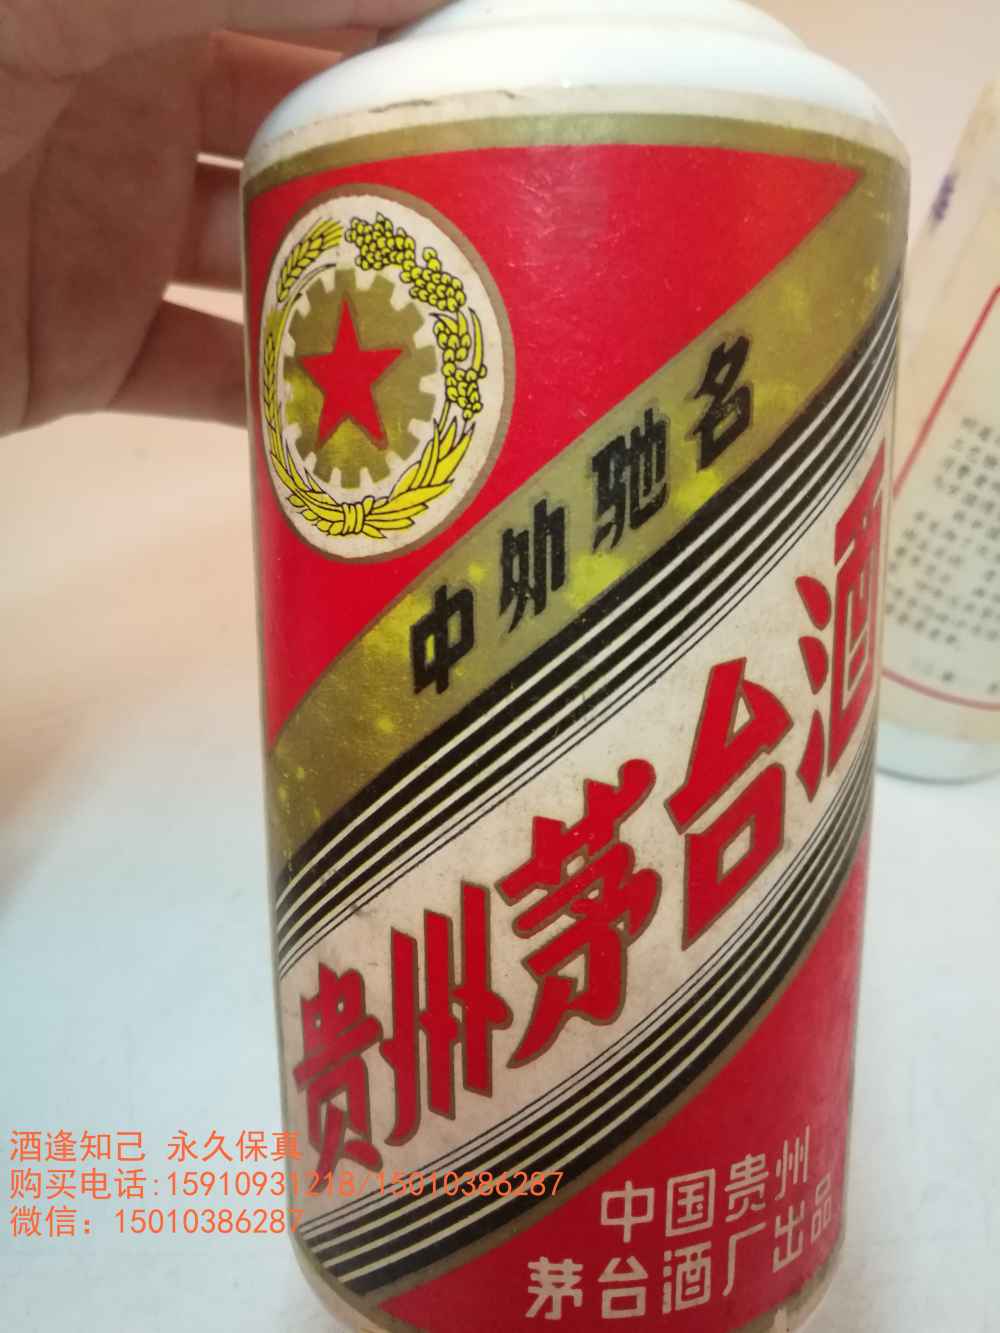 中外驰名
贵州茅台酒
中国贵州
茅台酒厂出品
酒逢知己 永久保真
购买电话:15910931218/15010386287
微信：15010386287